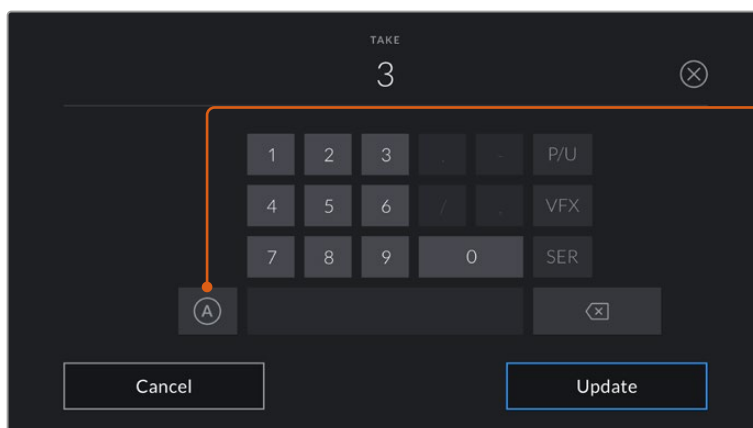 TAKE
3
1 2 3 . - P/U
4 5 6 / , VFX
7 8 9 0 SER
A
Cancel Update